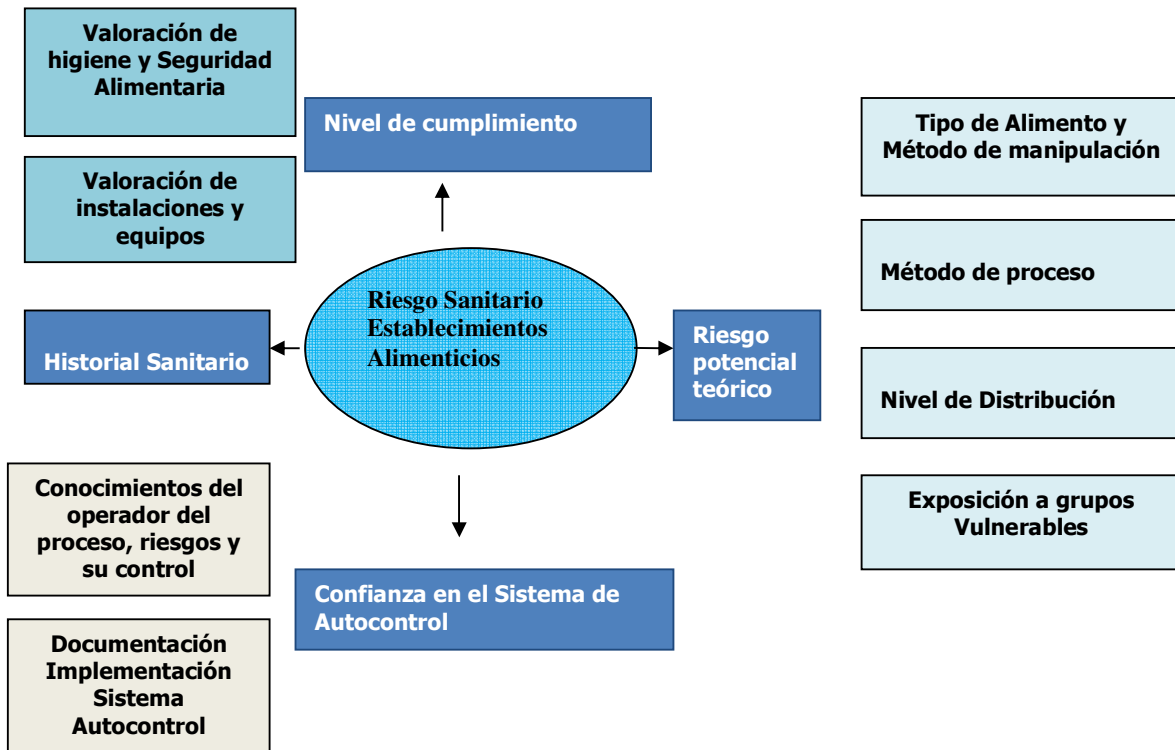 Valoración de
higiene y Seguridad
Alimentaria
Nivel de cumplimiento
Tipo de Alimento y
Método de manipulación
Valoración de
instalaciones y
equipos
Método de proceso
Riesgo Sanitario
Establecimientos
Alimenticios
Historial Sanitario
Riesgo
potencial
teórico
Nivel de Distribución
Conocimientos del
operador del
proceso, riesgos y
su control
Exposición a grupos
Vulnerables
Confianza en el Sistema de
Autocontrol
Documentación
Implementación
Sistema
Autocontrol